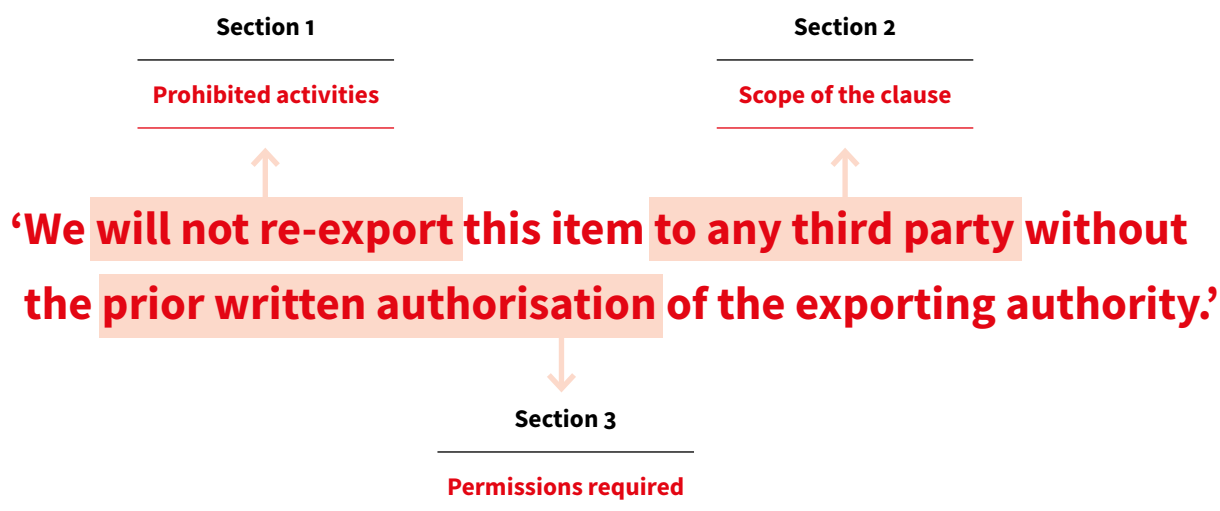 Section 1
Section 2
Prohibited activities
Scope of the clause
‘We will not re-export this item to any third party without
the prior written authorisation of the exporting authority.’
Section 3
Permissions required